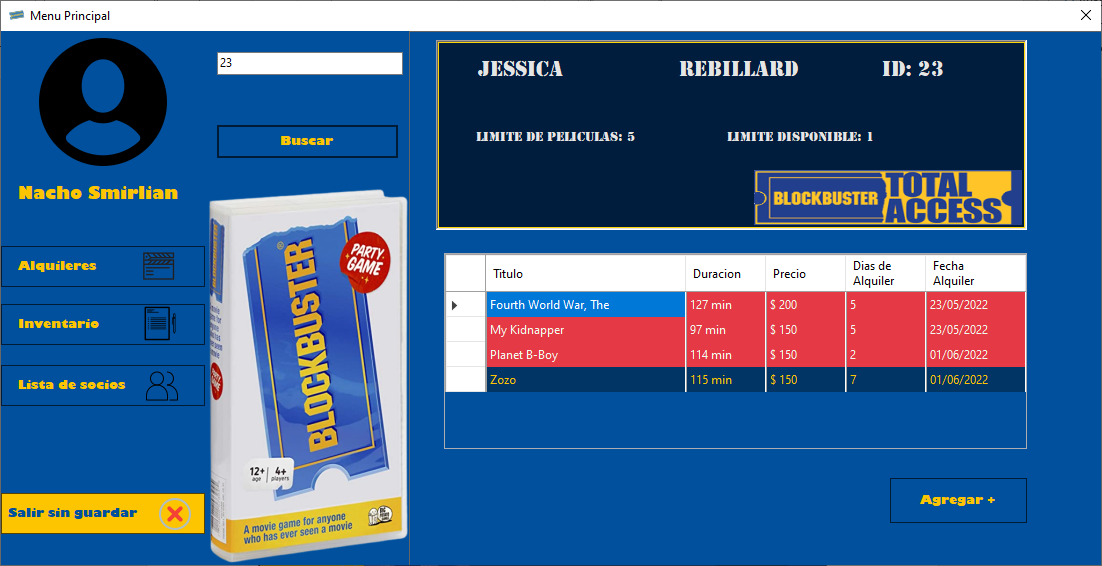 Menu Principal
23
Buscar
Nacho Smirlian
Alquileres
Inventario
Lista de socios
Salir sin guardar
BLOCKBUSTER
®
PARTY
GAME
BLOCKBUSTER
12+
age
4+
players
A movie game for anyone
who has ever seen a movie
JESSICA REBILLARD ID: 23
LIMITE DE PELICULAS: 5 LIMITE DISPONIBLE: 1
BLOCKBUSTER
TOTAL
ACCESS
Titulo Duracion Precio Dias de Alquiler Fecha Alquiler
Fourth World War, The 127 min $ 200 5 23/05/2022
My Kidnapper 97 min $ 150 5 23/05/2022
Planet B-Boy 114 min $ 150 2 01/06/2022
Zozo 115 min $ 150 7 01/06/2022
Agregar +